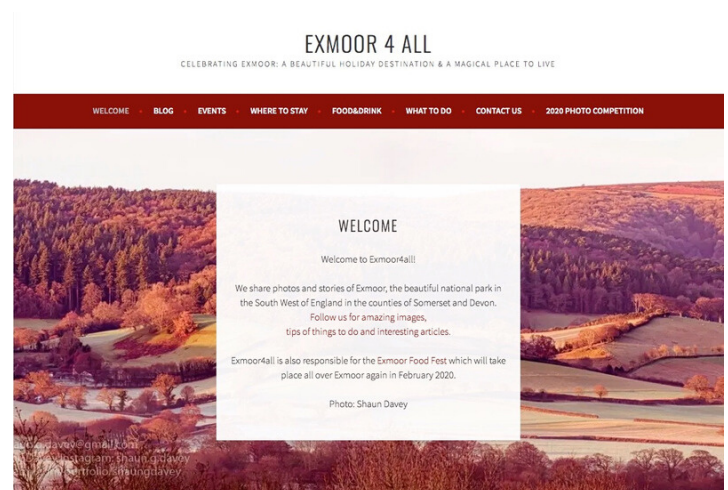 EXMOOR 4 ALL
CELEBRATING EXMOOR: A BEAUTIFUL HOLIDAY DESTINATION & A MAGICAL PLACE TO LIVE
WELCOME BLOG EVENTS WHERE TO STAY FOOD&DRINK WHAT TO DO CONTACT US 2020 PHOTO COMPETITION
WELCOME
Welcome to Exmoor4all!
We share photos and stories of Exmoor, the beautiful national park in
the South West of England in the counties of Somerset and Devon.
Follow us for amazing images,
tips of things to do and interesting articles.
Exmoor4all is also responsible for the Exmoor Food Fest which will take
place all over Exmoor again in February 2020.
Photo: Shaun Davey